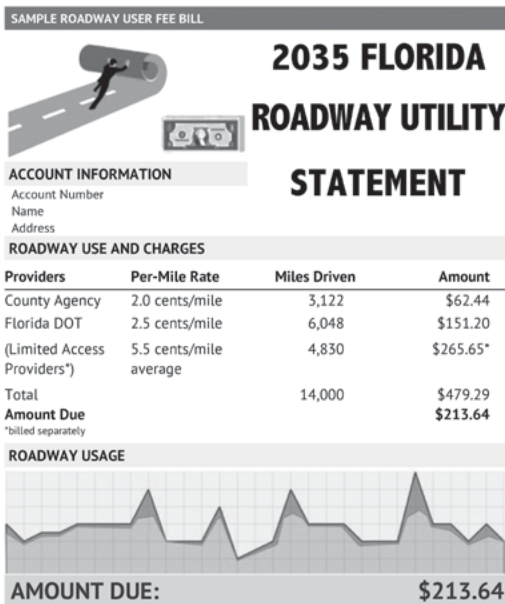 SAMPLE ROADWAY USER FEE BILL
2035 FLORIDA
ROADWAY UTILITY
STATEMENT
ACCOUNT INFORMATION
Account Number
Name
Address
ROADWAY USE AND CHARGES
Providers Per-Mile Rate Miles Driven Amount
County Agency 2.0 cents/mile 3,122 $62.44
Florida DOT 2.5 cents/mile 6,048 $151.20
(Limited Access 5.5 cents/mile 4,830 $265.65*
Providers*) average
Total 14,000 $479.29
Amount Due $213.64
*billed separately
ROADWAY USAGE
AMOUNT DUE: $213.64